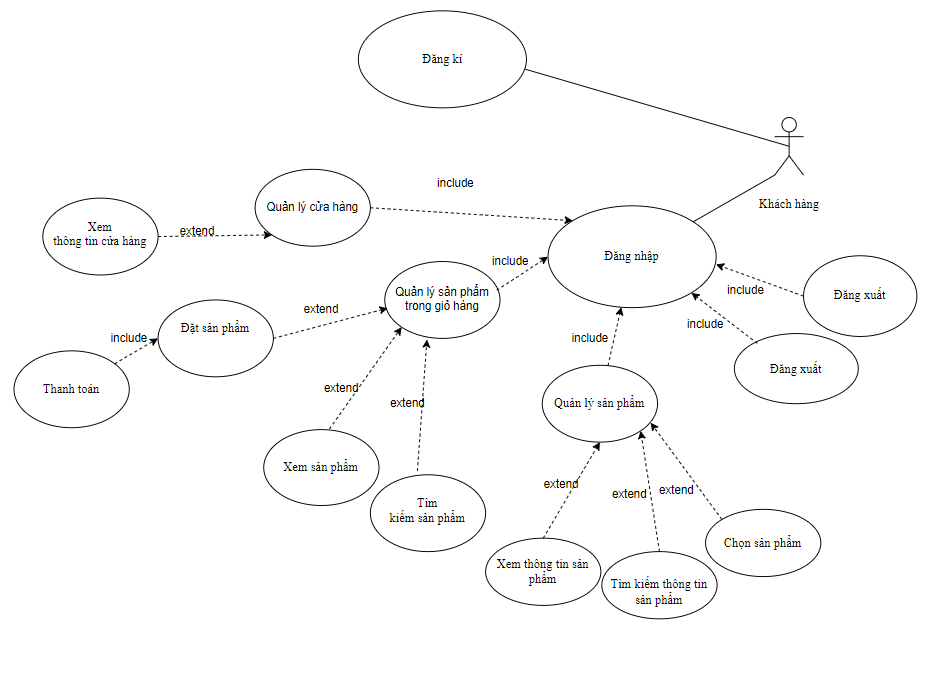 Đăng kí
Khách hàng
include
Quản lý cửa hàng
Xem
thông tin cửa hàng
extend
Đăng nhập
include
Quản lý sản phẩm
trong giỏ hàng
include
Đăng xuất
include
Đăng xuất
extend
Đặt sản phẩm
include
Thanh toán
include
Quản lý sản phẩm
extend
Xem sản phẩm
extend
Tìm
kiếm sản phẩm
extend
extend
extend
Chọn sản phẩm
Xem thông tin sản
phẩm
Tìm kiếm thông tin
sản phẩm